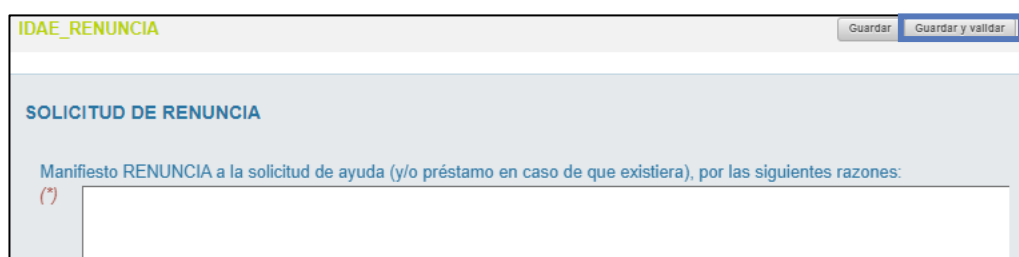 IDAE_RENUNCIA Guardar Guardar y validar
SOLICITUD DE RENUNCIA
Manifiesto RENUNCIA a la solicitud de ayuda (y/o préstamo en caso de que existiera), por las siguientes razones:
(*)